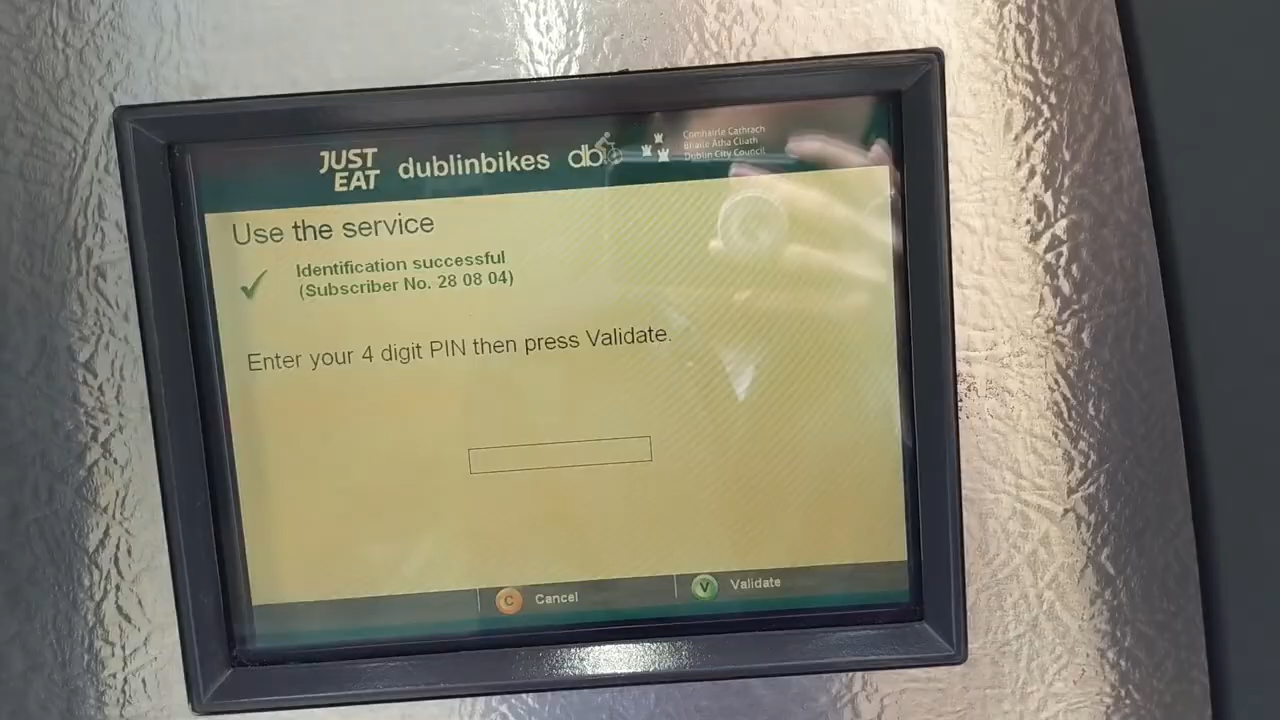 JUST
EAT
dublinbikes
db
Comhairle Cathrach
Bhaile Átha Cliath
Dublin City Council
Use the service
Identification successful
(Subscriber No. 28 08 04)
Enter your 4 digit PIN then press Validate.
C Cancel
V Validate